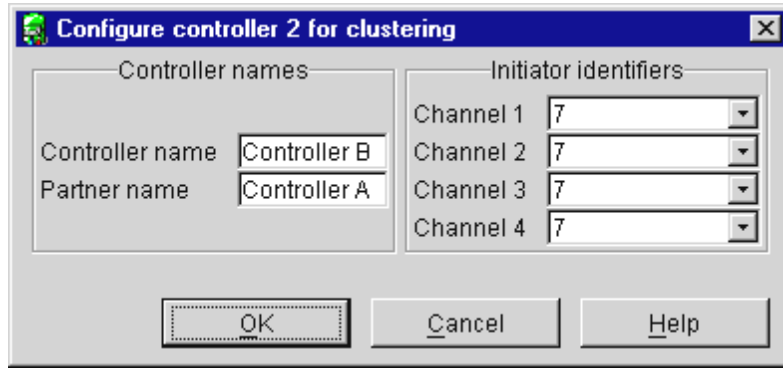 Configure controller 2 for clustering
Controller names
Controller name Controller B
Partner name Controller A
Initiator identifiers
Channel 1 7
Channel 2 7
Channel 3 7
Channel 4 7
OK Cancel Help